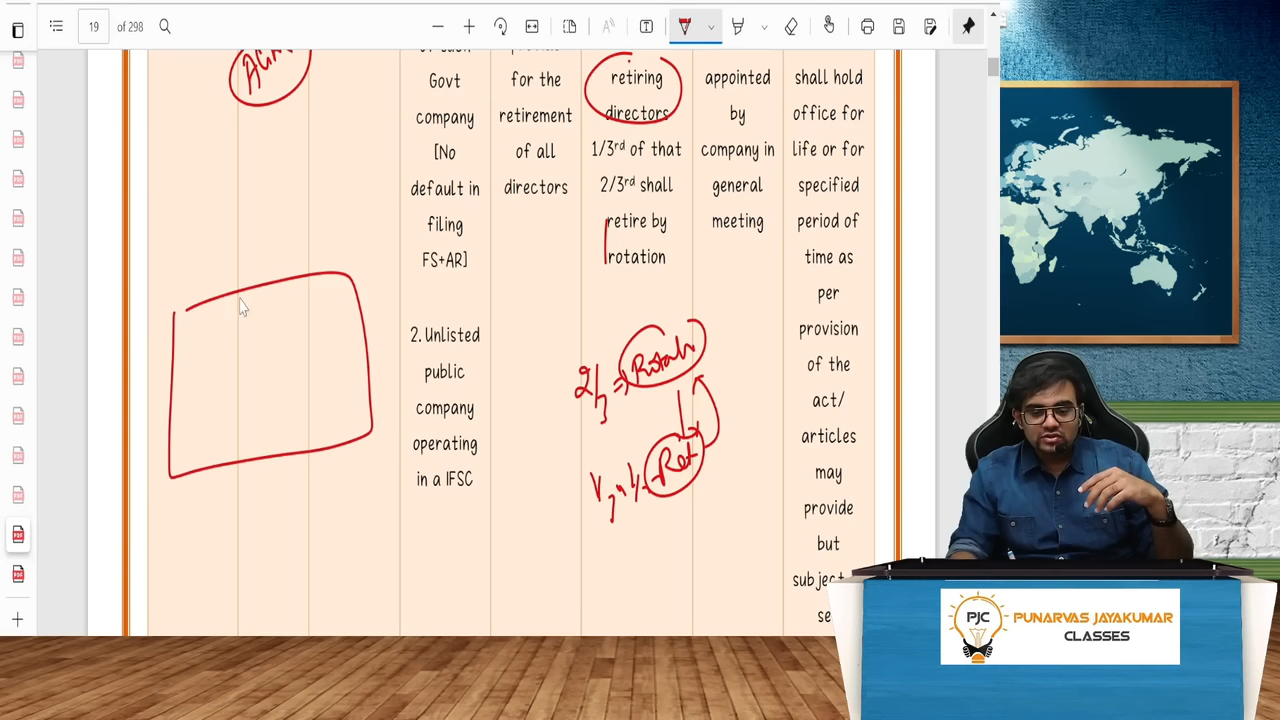 19
of 298
AGM
Govt
company
[No
default in
filing
FS+AR]
2. Unlisted
public
company
operating
in a IFSC
for the
retirement
of all
directors
retiring
directors
1/3rd of that
2/3rd shall
retire by
rotation
2/3 ⇒ Rotatn
Ret
appointed
by
company in
general
meeting
shall hold
office for
life or for
specified
period of
time as
per
provision
of the
act/
articles
may
provide
but
PJC
PUNARVAS JAYAKUMAR
CLASSES